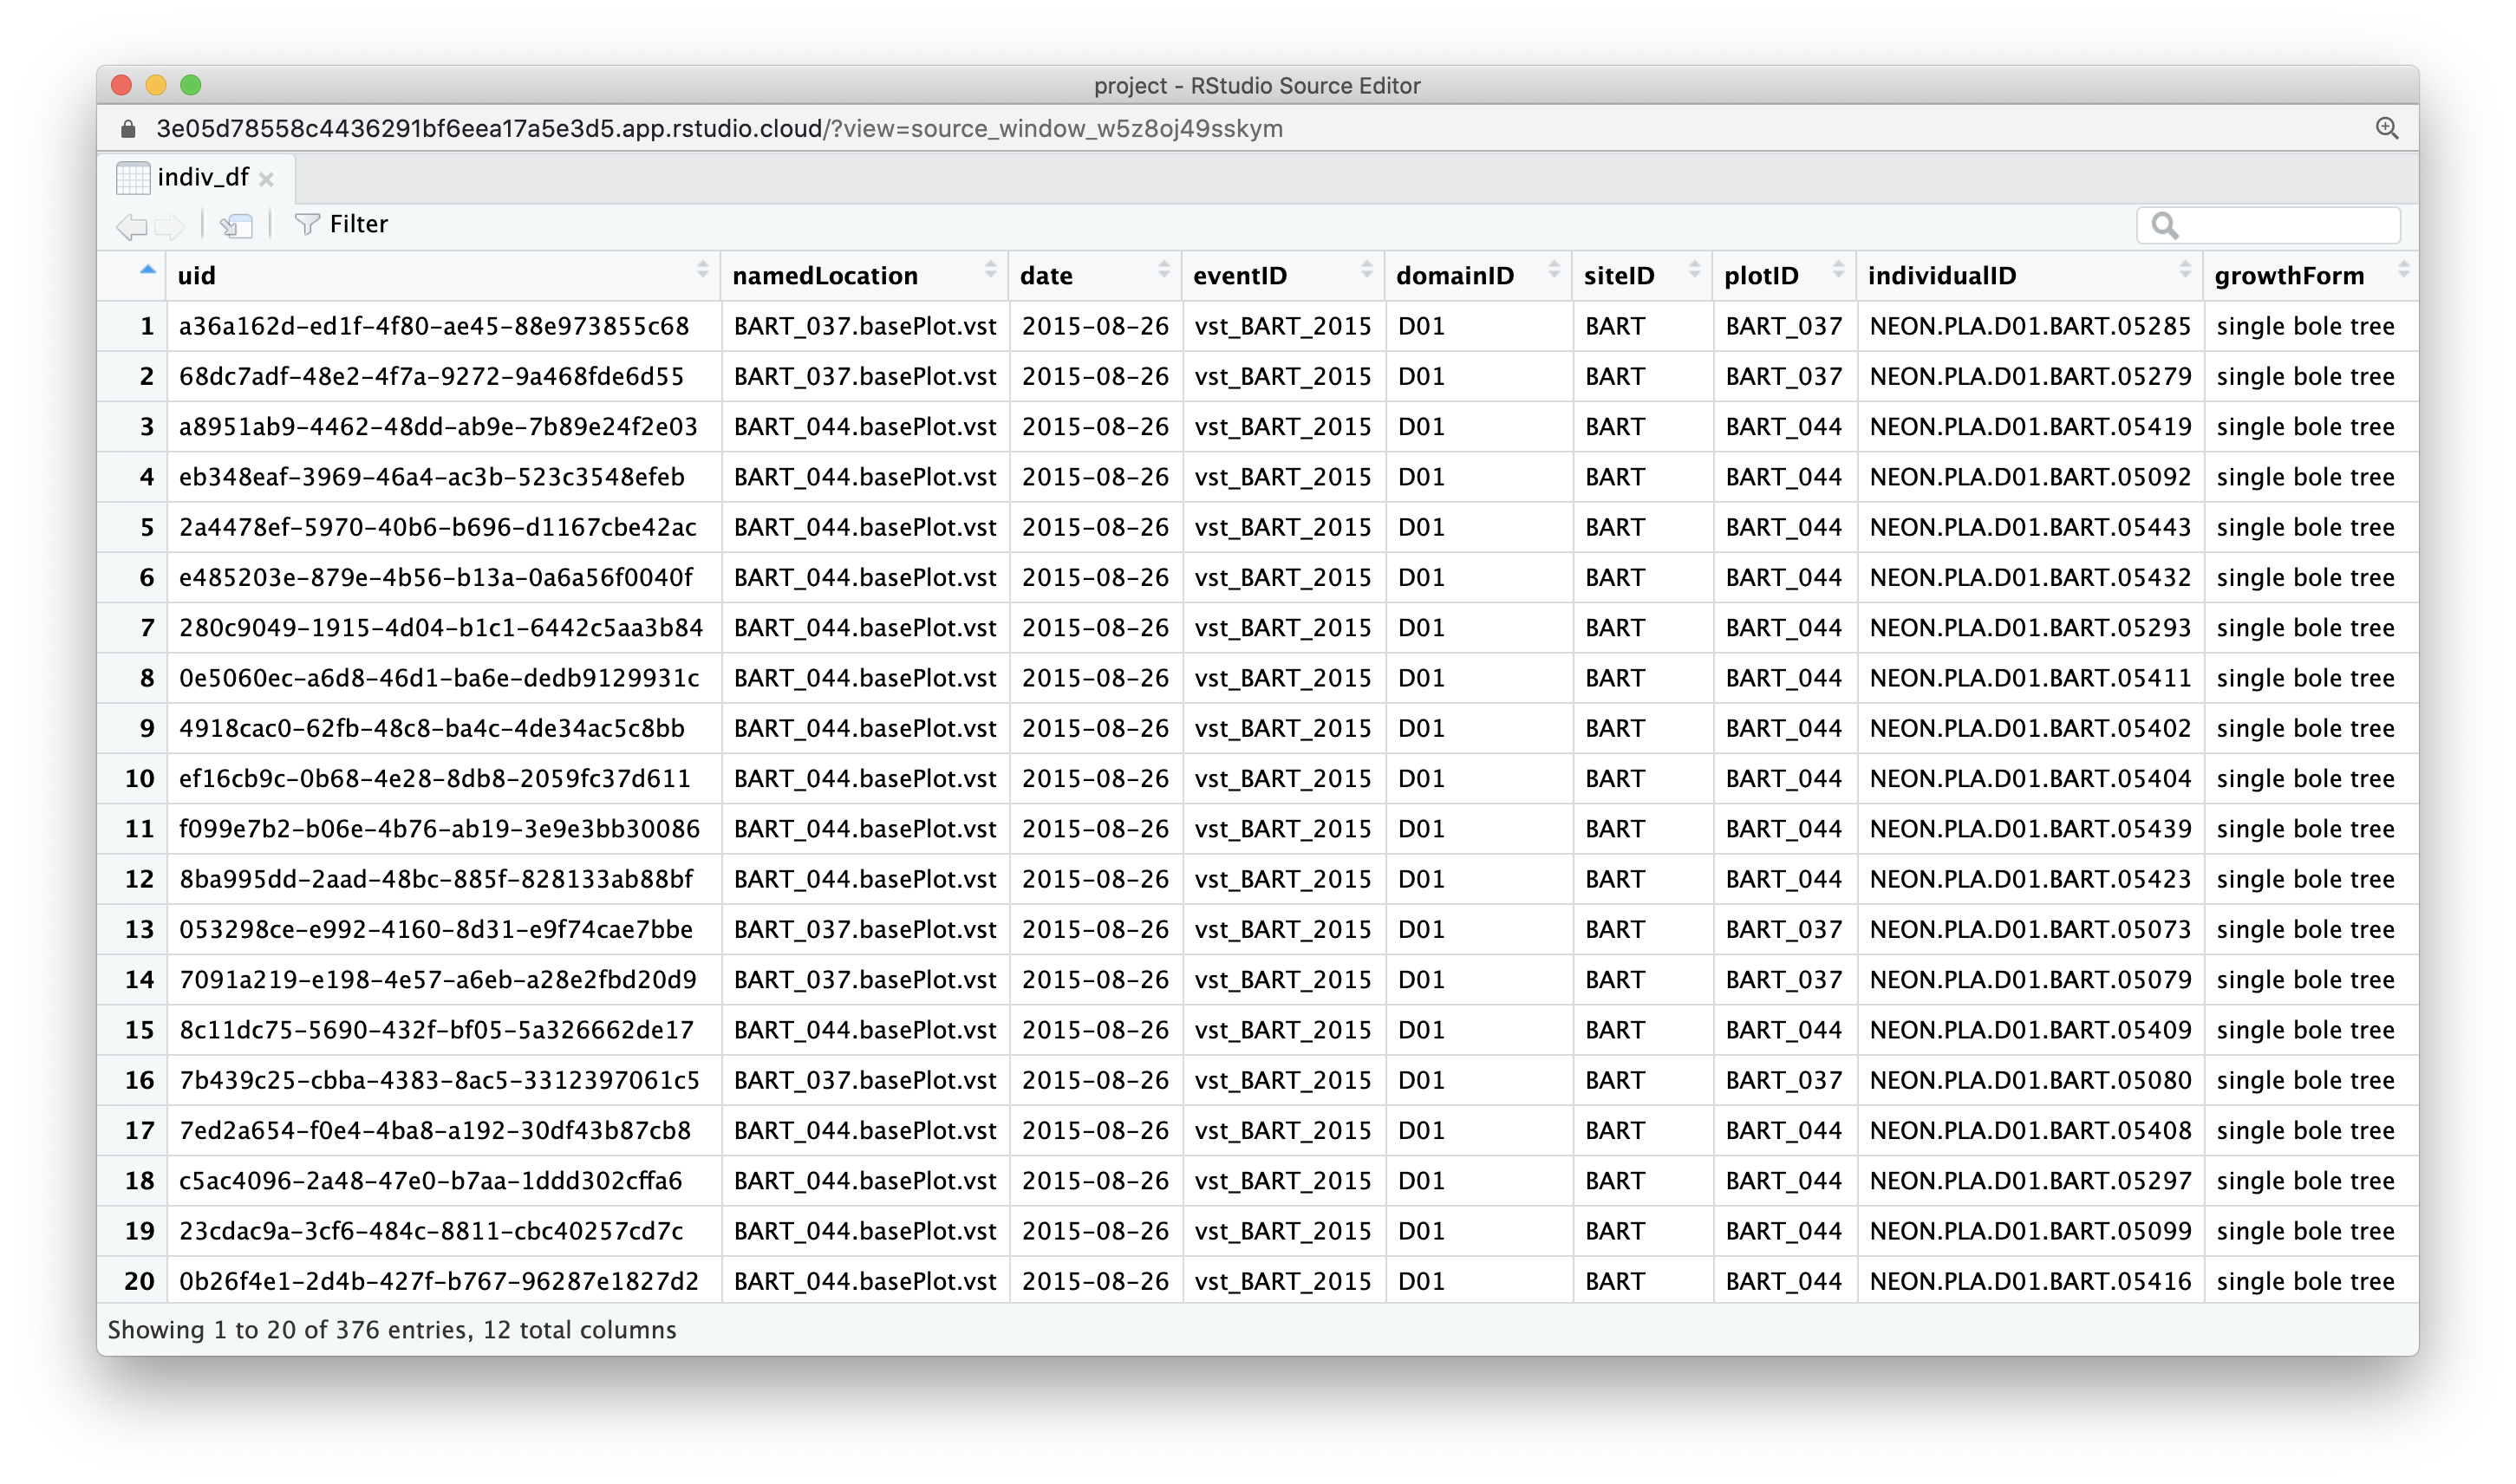 project - RStudio Source Editor
3e05d78558c4436291bf6eea17a5e3d5.app.rstudio.cloud/?view=source_window_w5z8oj49sskym
indiv_df
Filter
uid namedLocation date eventID domainID siteID plotID individualID growthForm
1 a36a162d-ed1f-4f80-ae45-88e973855c68 BART_037.basePlot.vst 2015-08-26 vst_BART_2015 D01 BART BART_037 NEON.PLA.D01.BART.05285 single bole tree
2 68dc7adf-48e2-4f7a-9272-9a468fde6d55 BART_037.basePlot.vst 2015-08-26 vst_BART_2015 D01 BART BART_037 NEON.PLA.D01.BART.05279 single bole tree
3 a8951ab9-4462-48dd-ab9e-7b89e24f2e03 BART_044.basePlot.vst 2015-08-26 vst_BART_2015 D01 BART BART_044 NEON.PLA.D01.BART.05419 single bole tree
4 eb348eaf-3969-46a4-ac3b-523c3548efeb BART_044.basePlot.vst 2015-08-26 vst_BART_2015 D01 BART BART_044 NEON.PLA.D01.BART.05092 single bole tree
5 2a4478ef-5970-40b6-b696-d1167cbe42ac BART_044.basePlot.vst 2015-08-26 vst_BART_2015 D01 BART BART_044 NEON.PLA.D01.BART.05443 single bole tree
6 e485203e-879e-4b56-b13a-0a6a56f0040f BART_044.basePlot.vst 2015-08-26 vst_BART_2015 D01 BART BART_044 NEON.PLA.D01.BART.05432 single bole tree
7 280c9049-1915-4d04-b1c1-6442c5aa3b84 BART_044.basePlot.vst 2015-08-26 vst_BART_2015 D01 BART BART_044 NEON.PLA.D01.BART.05293 single bole tree
8 0e5060ec-a6d8-46d1-ba6e-dedb9129931c BART_044.basePlot.vst 2015-08-26 vst_BART_2015 D01 BART BART_044 NEON.PLA.D01.BART.05411 single bole tree
9 4918cac0-62fb-48c8-ba4c-4de34ac5c8bb BART_044.basePlot.vst 2015-08-26 vst_BART_2015 D01 BART BART_044 NEON.PLA.D01.BART.05402 single bole tree
10 ef16cb9c-0b68-4e28-8db8-2059fc37d611 BART_044.basePlot.vst 2015-08-26 vst_BART_2015 D01 BART BART_044 NEON.PLA.D01.BART.05404 single bole tree
11 f099e7b2-b06e-4b76-ab19-3e9e3bb30086 BART_044.basePlot.vst 2015-08-26 vst_BART_2015 D01 BART BART_044 NEON.PLA.D01.BART.05439 single bole tree
12 8ba995dd-2aad-48bc-885f-828133ab88bf BART_044.basePlot.vst 2015-08-26 vst_BART_2015 D01 BART BART_044 NEON.PLA.D01.BART.05423 single bole tree
13 053298ce-e992-4160-8d31-e9f74cae7bbe BART_037.basePlot.vst 2015-08-26 vst_BART_2015 D01 BART BART_037 NEON.PLA.D01.BART.05073 single bole tree
14 7091a219-e198-4e57-a6eb-a28e2fbd20d9 BART_037.basePlot.vst 2015-08-26 vst_BART_2015 D01 BART BART_037 NEON.PLA.D01.BART.05079 single bole tree
15 8c11dc75-5690-432f-bf05-5a326662de17 BART_044.basePlot.vst 2015-08-26 vst_BART_2015 D01 BART BART_044 NEON.PLA.D01.BART.05409 single bole tree
16 7b439c25-cbba-4383-8ac5-3312397061c5 BART_037.basePlot.vst 2015-08-26 vst_BART_2015 D01 BART BART_037 NEON.PLA.D01.BART.05080 single bole tree
17 7ed2a654-f0e4-4ba8-a192-30df43b87cb8 BART_044.basePlot.vst 2015-08-26 vst_BART_2015 D01 BART BART_044 NEON.PLA.D01.BART.05408 single bole tree
18 c5ac4096-2a48-47e0-b7aa-1ddd302cffa6 BART_044.basePlot.vst 2015-08-26 vst_BART_2015 D01 BART BART_044 NEON.PLA.D01.BART.05297 single bole tree
19 23cdac9a-3cf6-484c-8811-cbc40257cd7c BART_044.basePlot.vst 2015-08-26 vst_BART_2015 D01 BART BART_044 NEON.PLA.D01.BART.05099 single bole tree
20 0b26f4e1-2d4b-427f-b767-96287e1827d2 BART_044.basePlot.vst 2015-08-26 vst_BART_2015 D01 BART BART_044 NEON.PLA.D01.BART.05416 single bole tree
Showing 1 to 20 of 376 entries, 12 total columns